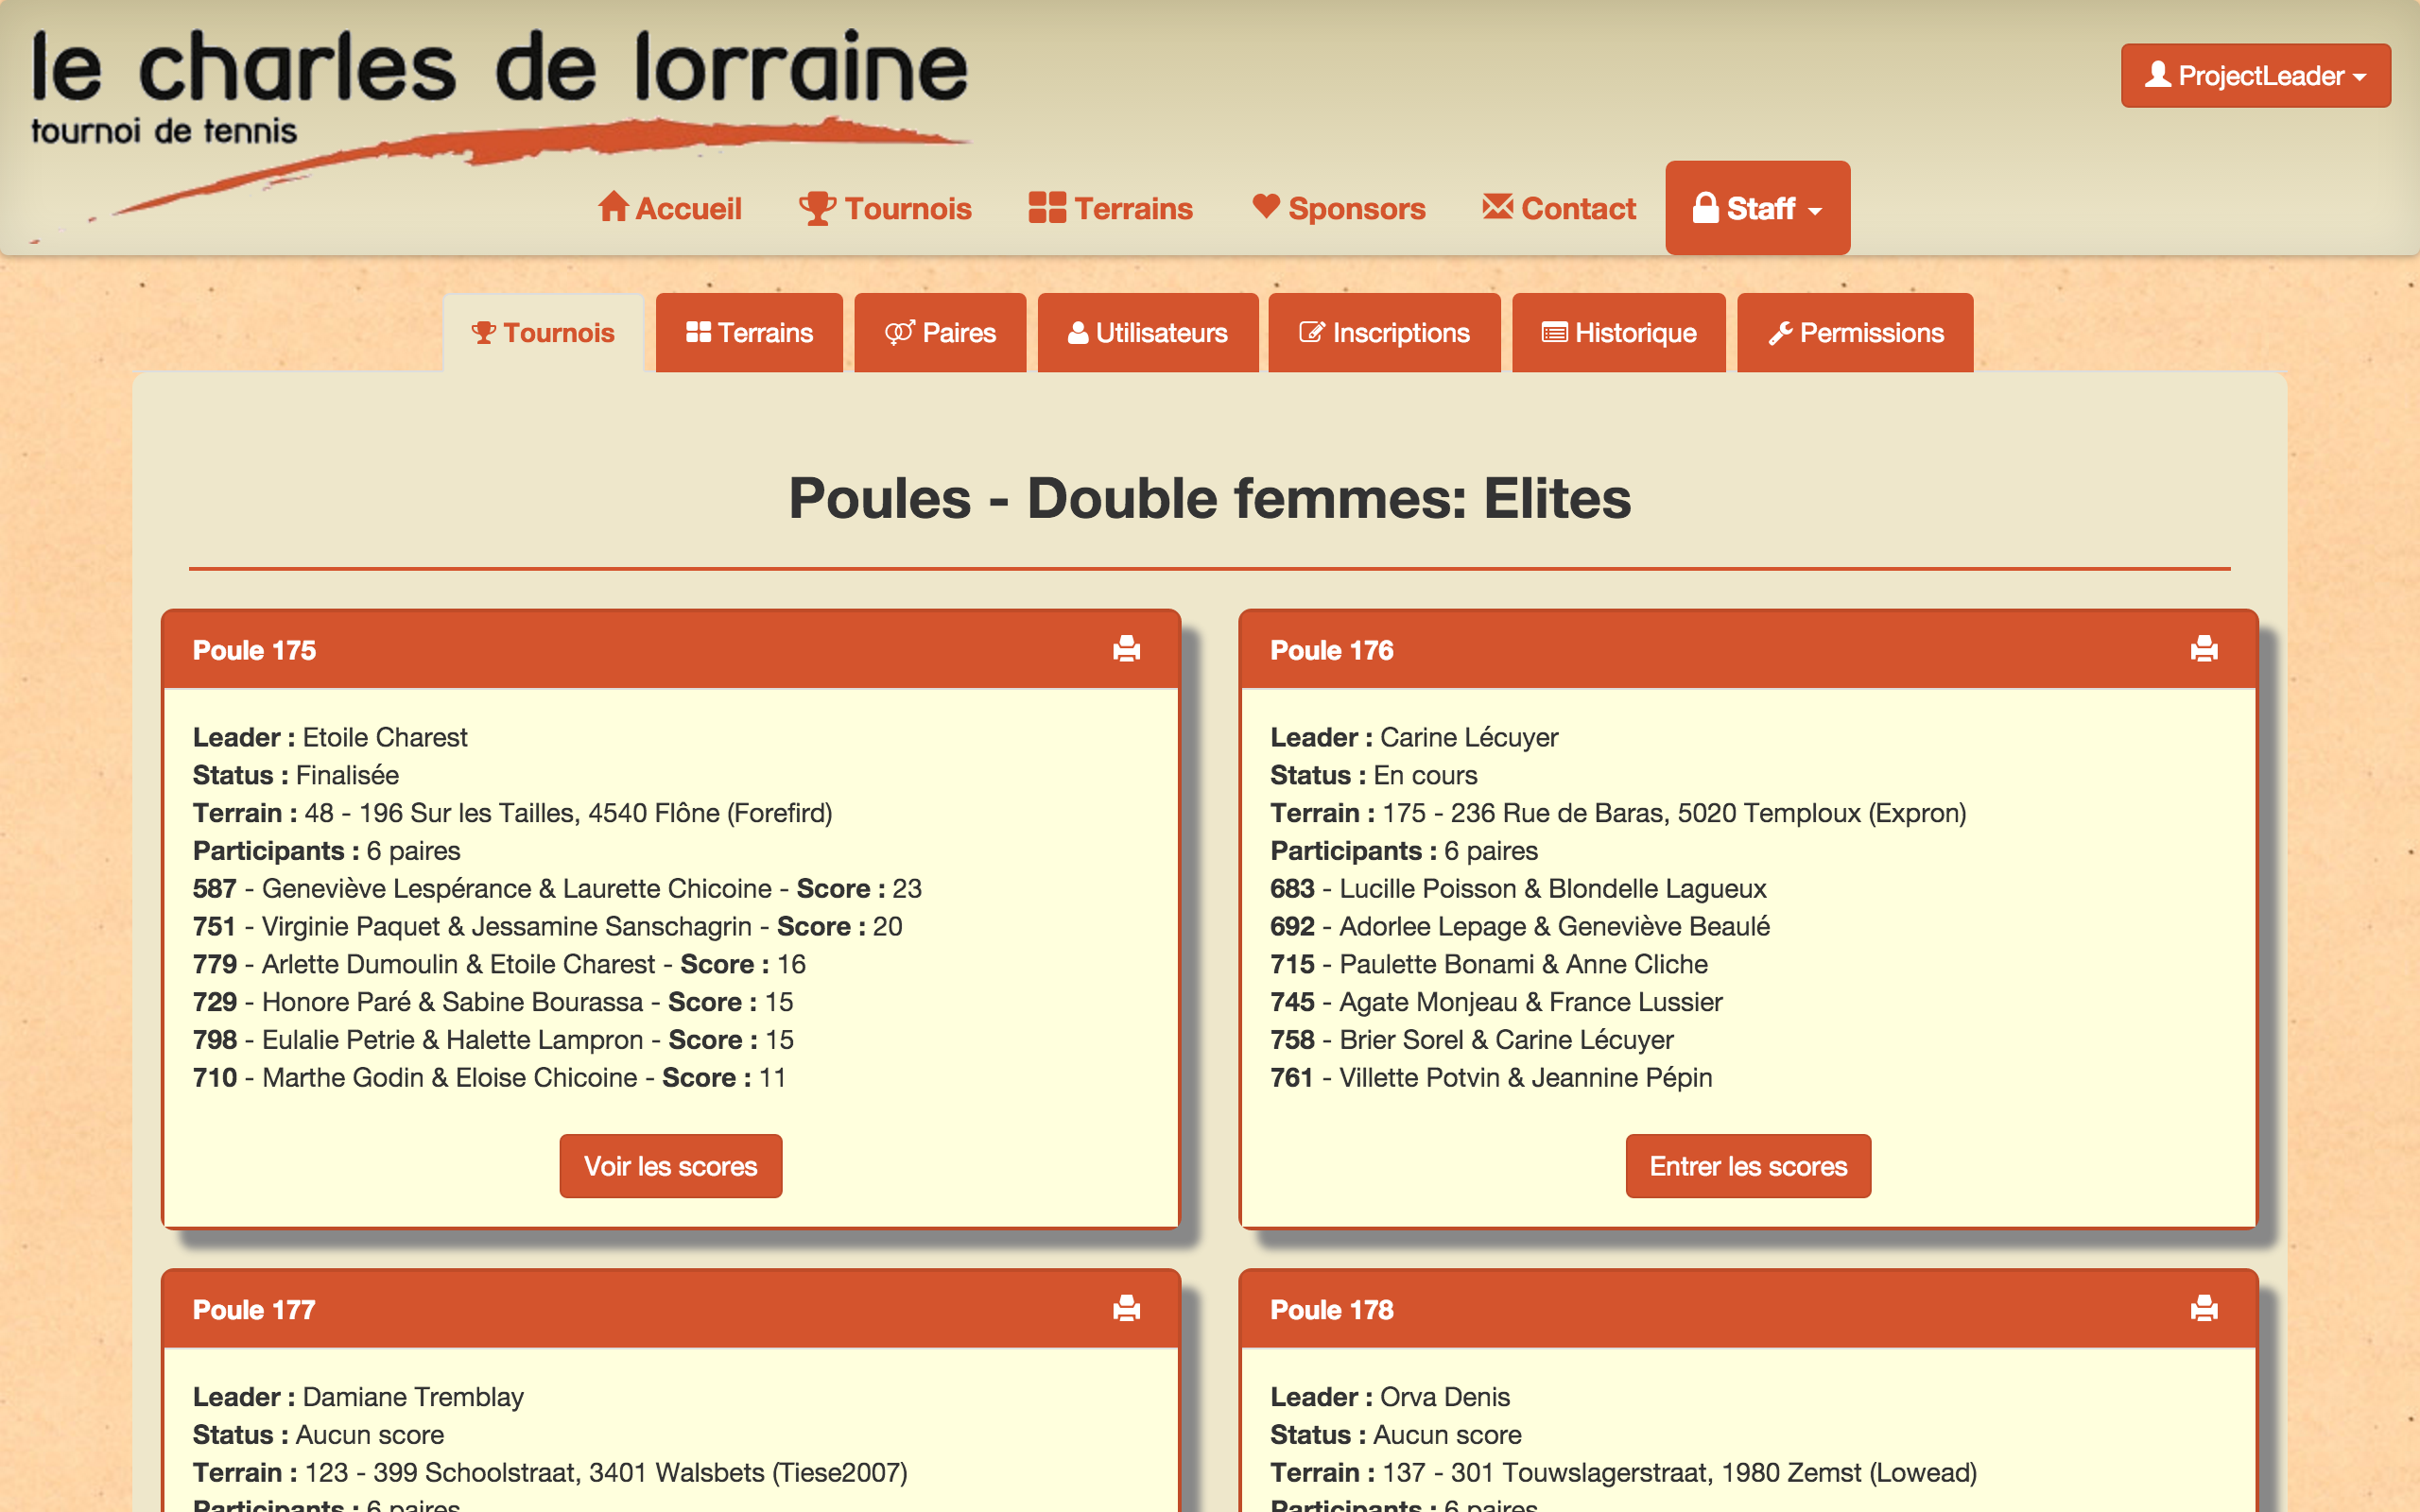 le charles de lorraine
tournoi de tennis
ProjectLeader
Accueil Tournois Terrains Sponsors Contact Staff
Tournois Terrains Paires Utilisateurs Inscriptions Historique Permissions
Poules - Double femmes: Elites
Poule 175
Leader : Etoile Charest
Status : Finalisée
Terrain : 48 - 196 Sur les Tailles, 4540 Flône (Forefird)
Participants : 6 paires
587 - Geneviève Lespérance & Laurette Chicoine - Score : 23
751 - Virginie Paquet & Jessamine Sanschagrin - Score : 20
779 - Arlette Dumoulin & Etoile Charest - Score : 16
729 - Honore Paré & Sabine Bourassa - Score : 15
798 - Eulalie Petrie & Halette Lampron - Score : 15
710 - Marthe Godin & Eloise Chicoine - Score : 11
Voir les scores
Poule 176
Leader : Carine Lécuyer
Status : En cours
Terrain : 175 - 236 Rue de Baras, 5020 Temploux (Expron)
Participants : 6 paires
683 - Lucille Poisson & Blondelle Lagueux
692 - Adorlee Lepage & Geneviève Beaulé
715 - Paulette Bonami & Anne Cliche
745 - Agate Monjeau & France Lussier
758 - Brier Sorel & Carine Lécuyer
761 - Villette Potvin & Jeannine Pépin
Entrer les scores
Poule 177
Leader : Damiane Tremblay
Status : Aucun score
Terrain : 123 - 399 Schoolstraat, 3401 Walsbets (Tiese2007)
Participants : 6 paires
Poule 178
Leader : Orva Denis
Status : Aucun score
Terrain : 137 - 301 Touwslagerstraat, 1980 Zemst (Lowead)
Participants : 6 paires